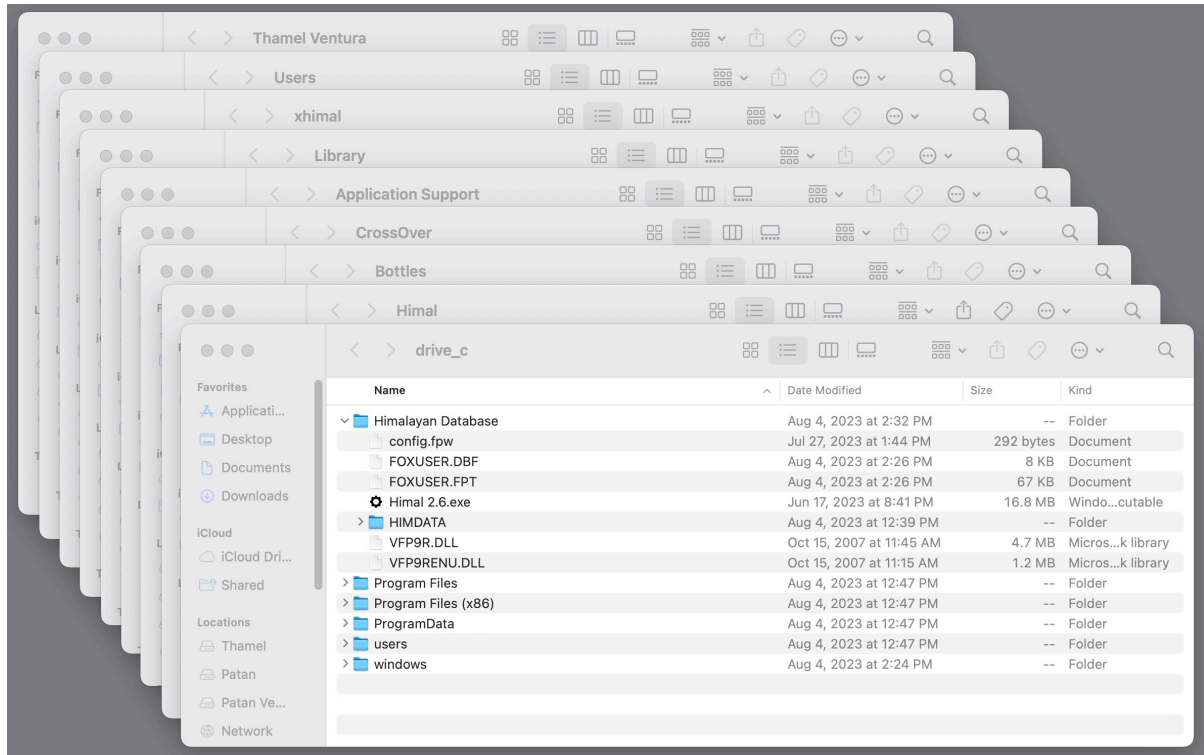 Thamel Ventura
Users
xhimal
Library
Application Support
CrossOver
Bottles
Himal
drive_c
Favorites
Applicati...
Desktop
Documents
Downloads
iCloud
iCloud Dri...
Shared
Locations
Thamel
Patan
Patan Ve...
Network
Name Date Modified Size Kind
Himalayan Database Aug 4, 2023 at 2:32 PM -- Folder
config.fpw Jul 27, 2023 at 1:44 PM 292 bytes Document
FOXUSER.DBF Aug 4, 2023 at 2:26 PM 8 KB Document
FOXUSER.FPT Aug 4, 2023 at 2:26 PM 67 KB Document
Himal 2.6.exe Jun 17, 2023 at 8:41 PM 16.8 MB Windo...cutable
HIMDATA Aug 4, 2023 at 12:39 PM -- Folder
VFP9R.DLL Oct 15, 2007 at 11:45 AM 4.7 MB Micros...k library
VFP9RENU.DLL Oct 15, 2007 at 11:15 AM 1.2 MB Micros...k library
Program Files Aug 4, 2023 at 12:47 PM -- Folder
Program Files (x86) Aug 4, 2023 at 12:47 PM -- Folder
ProgramData Aug 4, 2023 at 12:47 PM -- Folder
users Aug 4, 2023 at 12:47 PM -- Folder
windows Aug 4, 2023 at 2:24 PM -- Folder